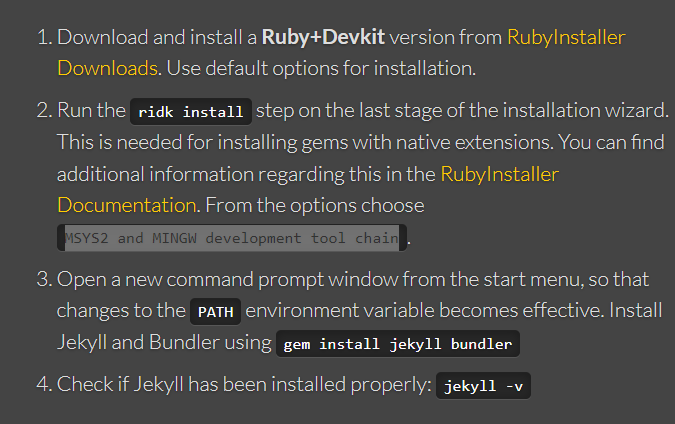 1. Download and install a Ruby+Devkit version from RubyInstaller
Downloads. Use default options for installation.
2. Run the ridk install step on the last stage of the installation wizard.
This is needed for installing gems with native extensions. You can find
additional information regarding this in the RubyInstaller
Documentation. From the options choose
MSYS2 and MINGW development tool chain.
3. Open a new command prompt window from the start menu, so that
changes to the PATH environment variable becomes effective. Install
Jekyll and Bundler using gem install jekyll bundler
4. Check if Jekyll has been installed properly: jekyll -v